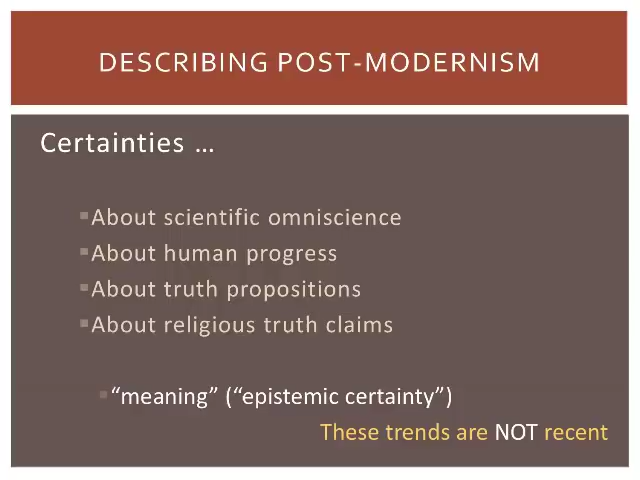 DESCRIBING POST-MODERNISM
Certainties …
About scientific omniscience
About human progress
About truth propositions
About religious truth claims
“meaning” (“epistemic certainty”)
These trends are NOT recent